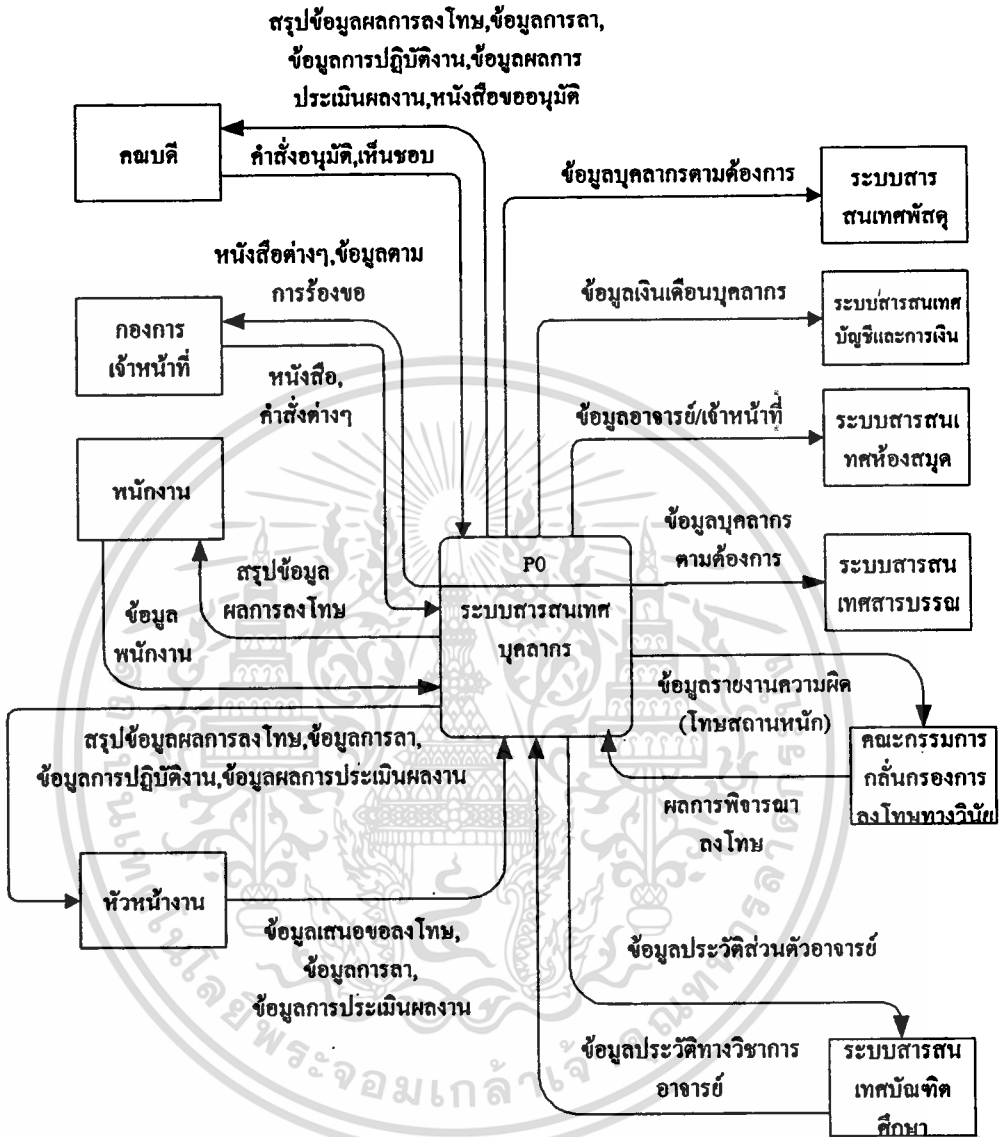 สรุปข้อมูลผลการลงโทษ,ข้อมูลการลา,
ข้อมูลการปฏิบัติงาน,ข้อมูลผลการ
ประเมินผลงาน,หนังสือขออนุมัติ
คณบดี
คำสั่งอนุมัติ,เห็นชอบ
ข้อมูลบุคลากรตามต้องการ
ระบบสาร
สนเทศพัสดุ
หนังสือต่างๆ,ข้อมูลตาม
การร้องขอ
กองการ
เจ้าหน้าที่
หนังสือ,
คำสั่งต่างๆ
ข้อมูลเงินเดือนบุคลากร
ระบบสารสนเทศ
บัญชีและการเงิน
ข้อมูลอาจารย์/เจ้าหน้าที่
ระบบสารสนเ
ทศห้องสมุด
พนักงาน
สรุปข้อมูล
ผลการลงโทษ
ข้อมูล
พนักงาน
P0
ระบบสารสนเทศ
บุคลากร
ข้อมูลบุคลากร
ตามต้องการ
ระบบสารสน
เทศสารบรรณ
ข้อมูลรายงานความผิด
(โทษสถานหนัก)
คณะกรรมการ
กลั่นกรองการ
ลงโทษทางวินัย
ผลการพิจารณา
ลงโทษ
สรุปข้อมูลผลการลงโทษ,ข้อมูลการลา,
ข้อมูลการปฏิบัติงาน,ข้อมูลผลการประเมินผลงาน
หัวหน้างาน
ข้อมูลเสนอขอลงโทษ,
ข้อมูลการลา,
ข้อมูลการประเมินผลงาน
ข้อมูลประวัติส่วนตัวอาจารย์
ข้อมูลประวัติทางวิชาการ
อาจารย์
ระบบสารสน
เทศบัณฑิต
ศึกษา